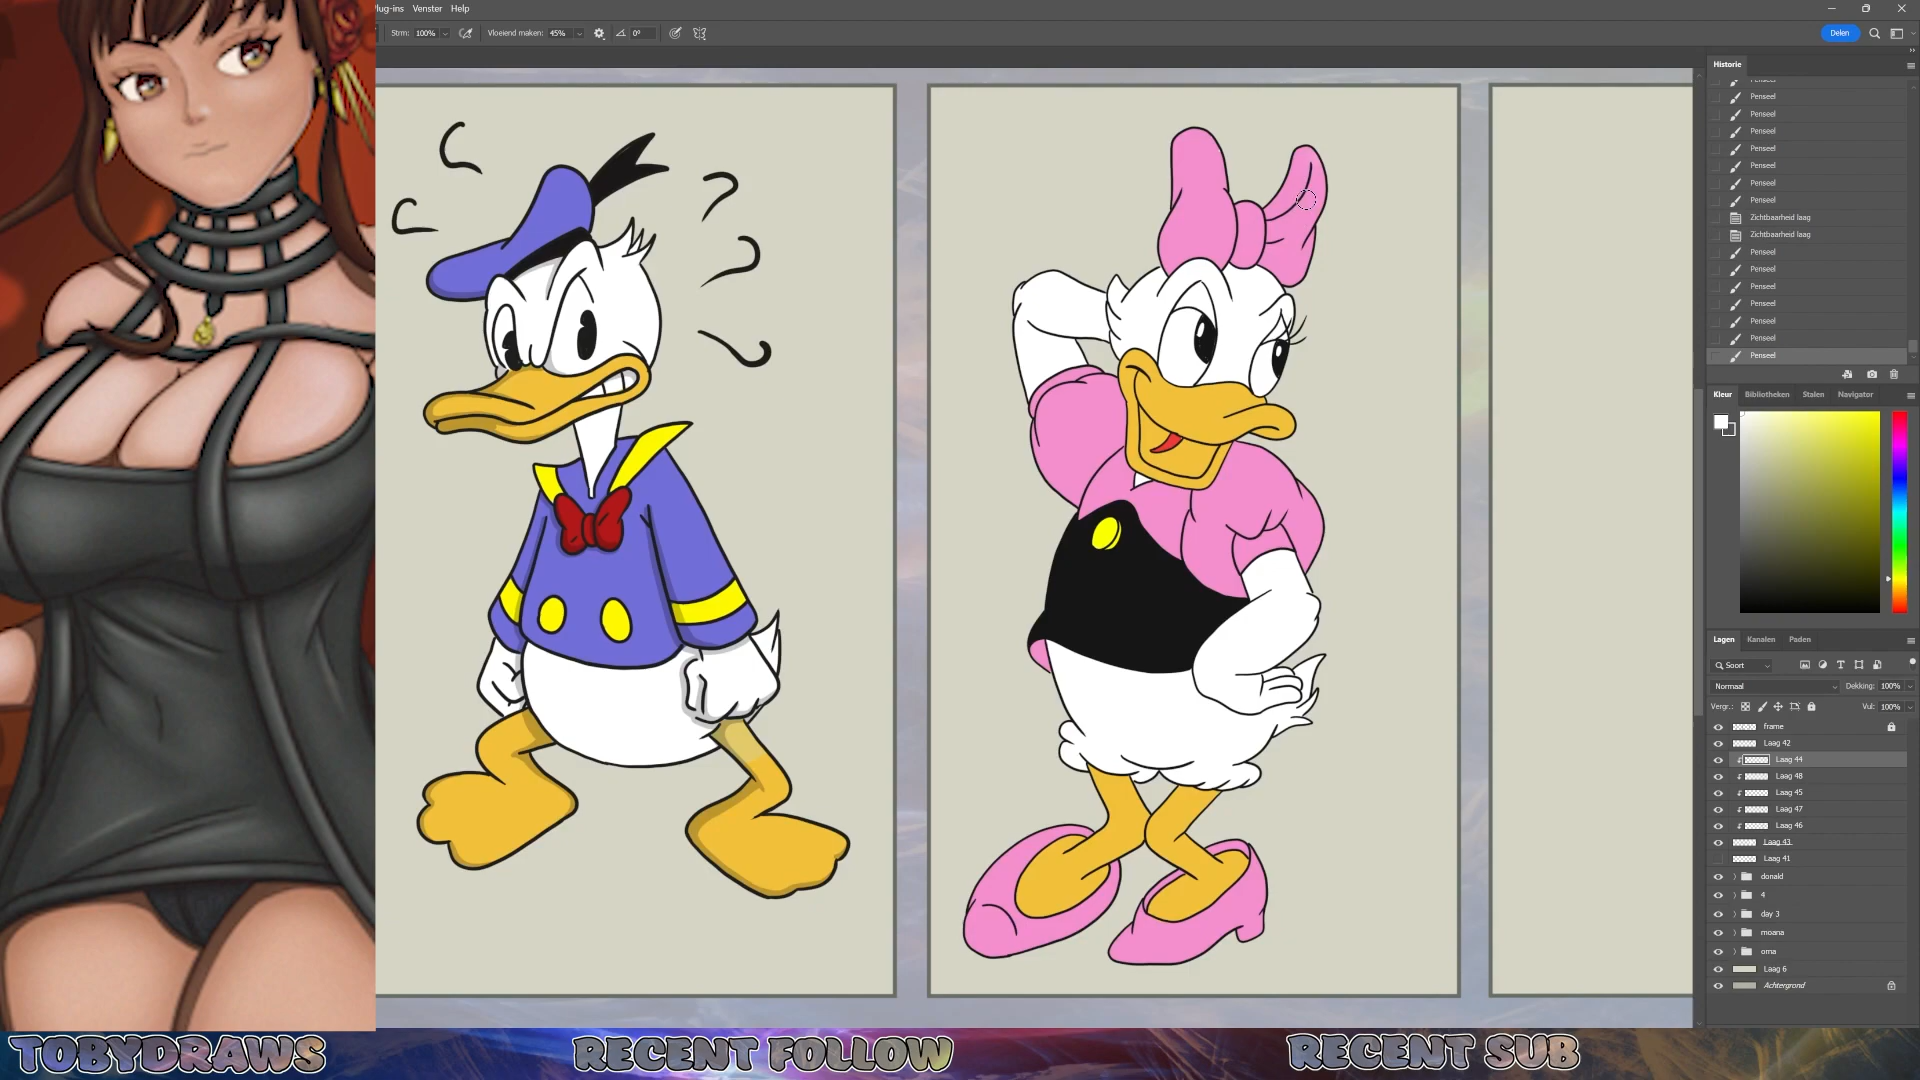 Plug-ins Venster Help
Strm: 100% Vloeiend maken: 45% 0° Delen
Historie
Penseel
Penseel
Penseel
Penseel
Penseel
Penseel
Penseel
Zichtbaarheid laag
Zichtbaarheid laag
Penseel
Penseel
Penseel
Penseel
Penseel
Penseel
Penseel
Kleur Bibliotheken Stalen Navigator
Lagen Kanalen Paden
Soort
Normaal Dekking: 100%
Vergr.: Vul: 100%
frame
Laag 42
Laag 44
Laag 48
Laag 45
Laag 47
Laag 46
Laag 43
Laag 41
donald
4
day 3
moana
oma
Laag 6
Achtergrond
TOBYDRAWS RECENT FOLLOW RECENT SUB